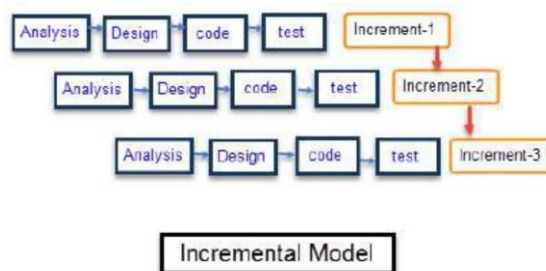 Analysis Design code test Increment-1
Analysis Design code test Increment-2
Analysis Design code test Increment-3
Incremental Model